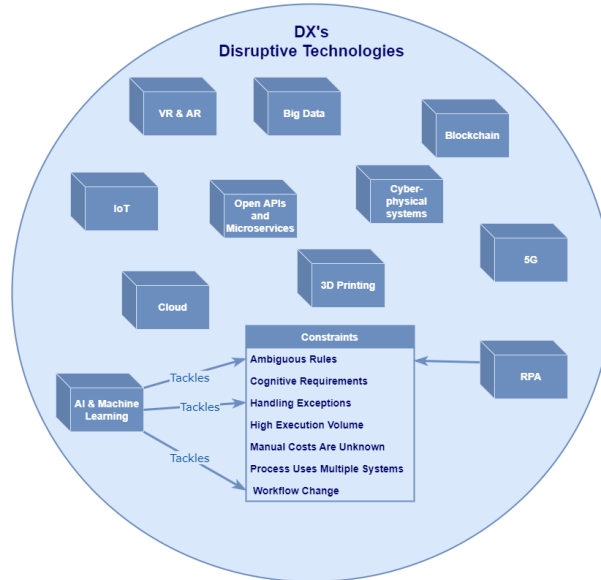 DX's
Disruptive Technologies
VR & AR
Big Data
Blockchain
IoT
Open APIs
and
Microservices
Cyber-
physical
systems
5G
Cloud
3D Printing
Constraints
Ambiguous Rules
Cognitive Requirements
Handling Exceptions
High Execution Volume
Manual Costs Are Unknown
Process Uses Multiple Systems
Workflow Change
AI & Machine
Learning
Tackles
Tackles
Tackles
RPA